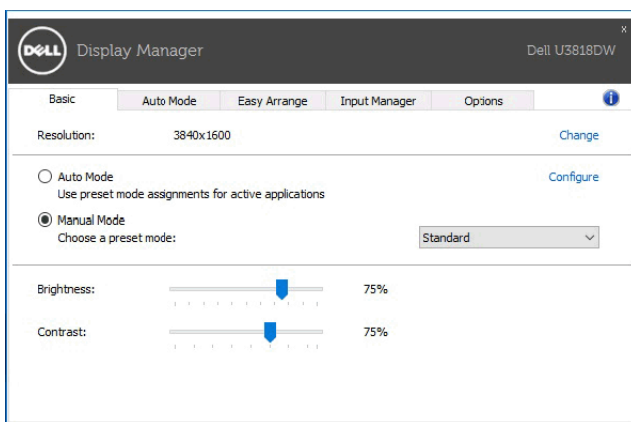 DELL Display Manager Dell U3818DW x
Basic Auto Mode Easy Arrange Input Manager Options i
Resolution: 3840x1600 Change
Auto Mode Configure
Use preset mode assignments for active applications
Manual Mode
Choose a preset mode: Standard
Brightness: 75%
Contrast: 75%